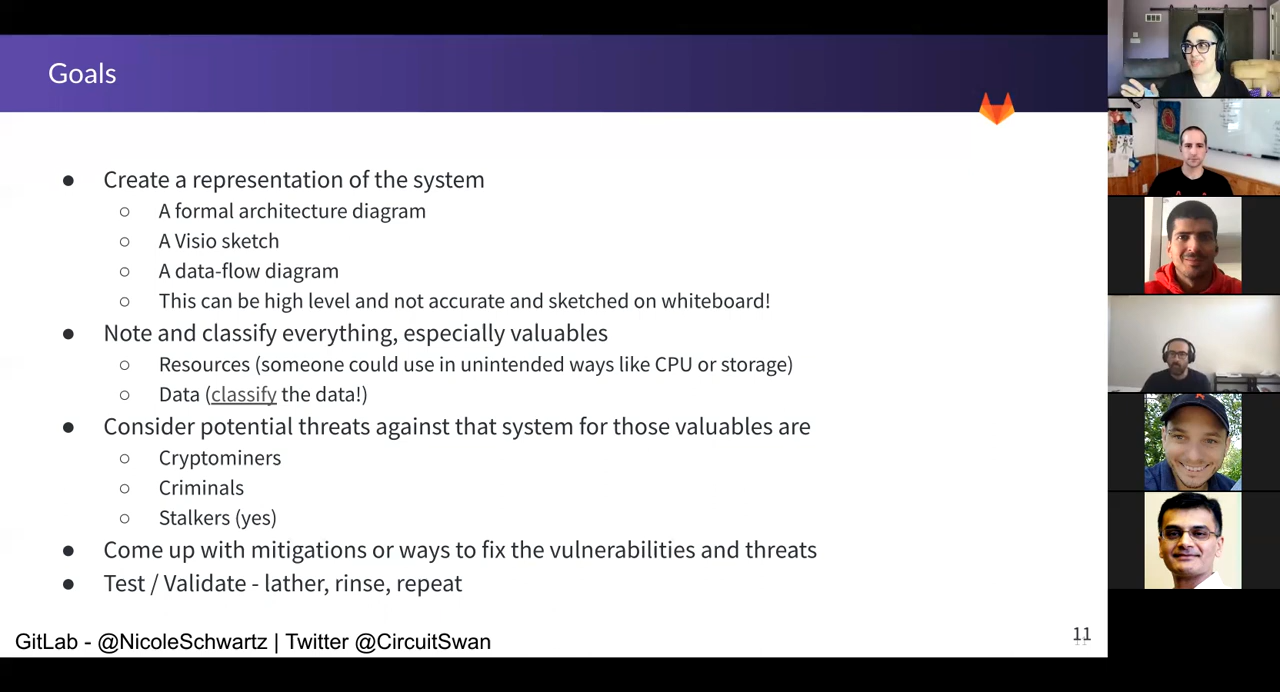 Goals
● Create a representation of the system
○ A formal architecture diagram
○ A Visio sketch
○ A data-flow diagram
○ This can be high level and not accurate and sketched on whiteboard!
● Note and classify everything, especially valuables
○ Resources (someone could use in unintended ways like CPU or storage)
○ Data (classify the data!)
● Consider potential threats against that system for those valuables are
○ Cryptominers
○ Criminals
○ Stalkers (yes)
● Come up with mitigations or ways to fix the vulnerabilities and threats
● Test / Validate - lather, rinse, repeat
GitLab - @NicoleSchwartz | Twitter @CircuitSwan
11